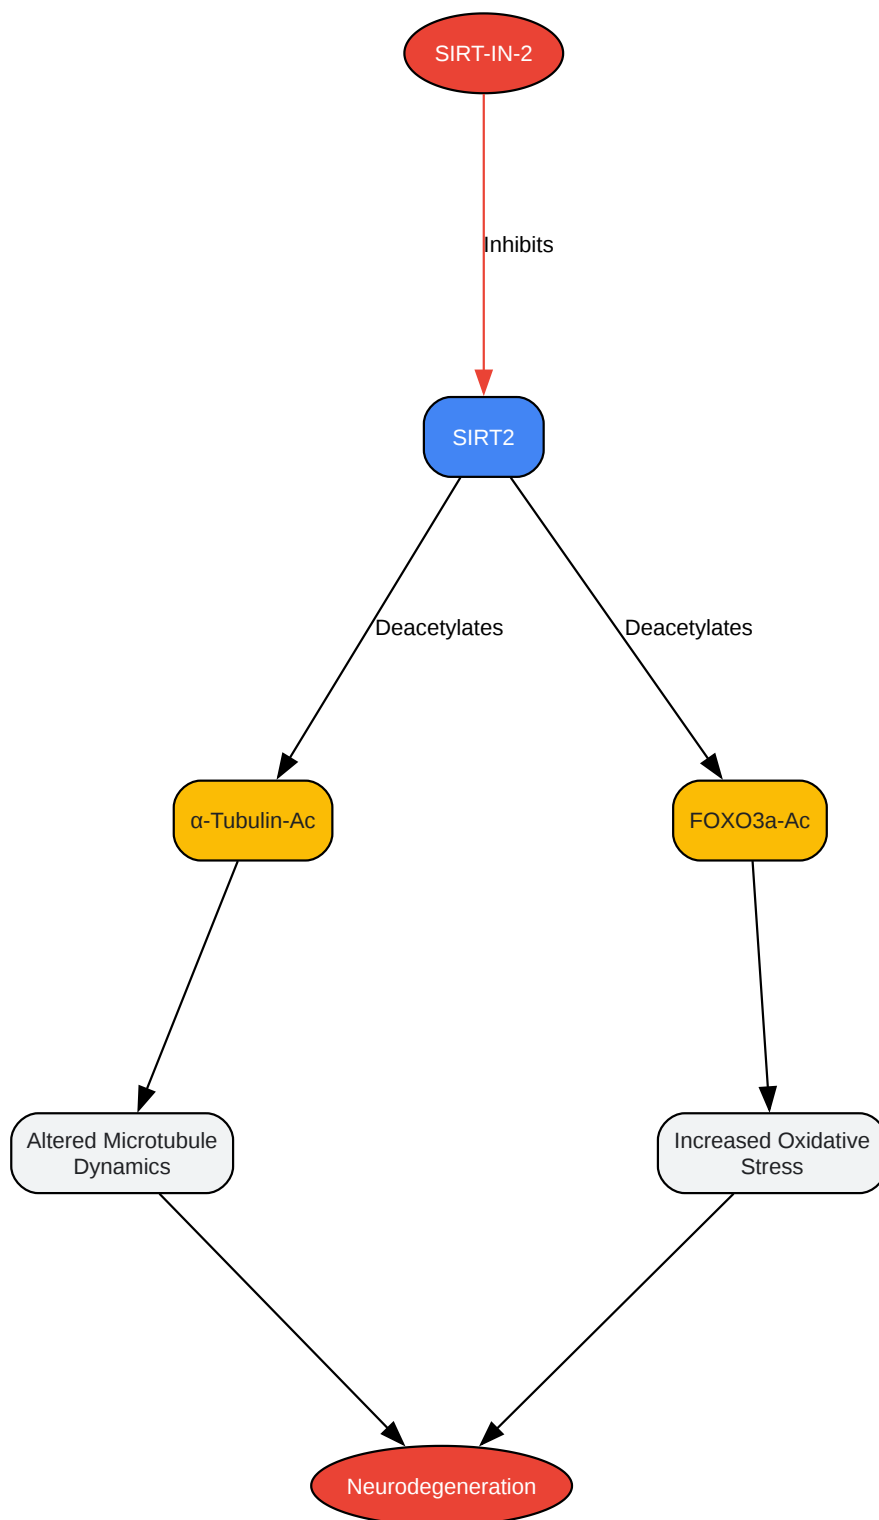 SIRT-IN-2
Inhibits
SIRT2
Deacetylates
Deacetylates
α-Tubulin-Ac
FOXO3a-Ac
Altered Microtubule
Dynamics
Increased Oxidative
Stress
Neurodegeneration